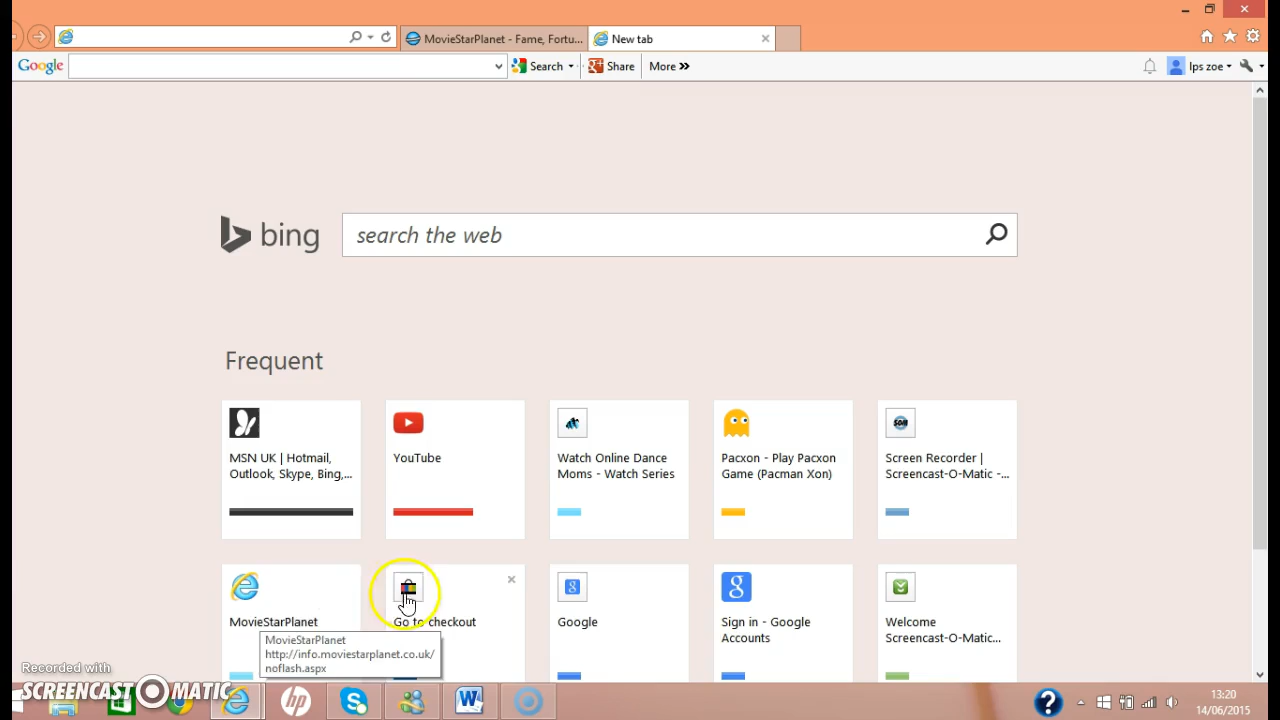 MovieStarPlanet - Fame, Fortu...
New tab
Google
Search
Share
More »
lps zoe
bing
search the web
Frequent
MSN UK | Hotmail,
Outlook, Skype, Bing,...
YouTube
Watch Online Dance
Moms - Watch Series
Pacxon - Play Pacxon
Game (Pacman Xon)
Screen Recorder |
Screencast-O-Matic -...
MovieStarPlanet
Go to checkout
Google
Sign in - Google
Accounts
Welcome
Screencast-O-Matic...
MovieStarPlanet
http://info.moviestarplanet.co.uk/
noflash.aspx
Recorded with
SCREENCAST-O-MATIC
13:20
14/06/2015